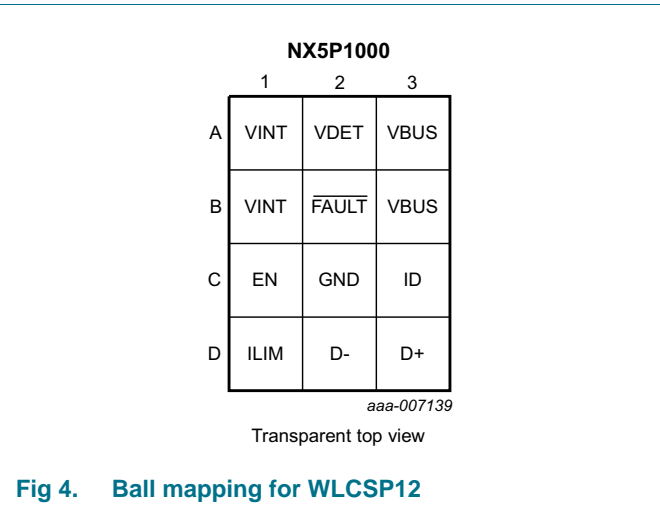 NX5P1000
1 2 3
A VINT VDET VBUS
B VINT F̅A̅U̅L̅T̅ VBUS
C EN GND ID
D ILIM D- D+
aaa-007139
Transparent top view
Fig 4. Ball mapping for WLCSP12